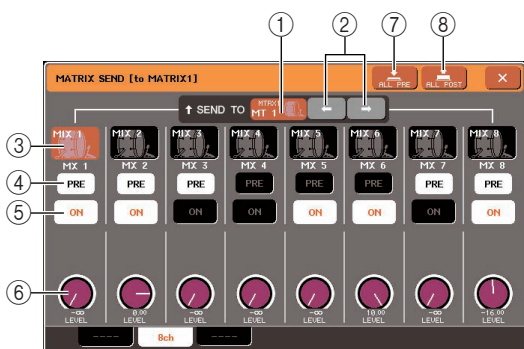 ① ② ⑦ ⑧
MATRIX SEND [to MATRIX1] ALL PRE ALL POST ×
↑ SEND TO MTRX1 MT 1 ← →
③ MIX 1 MIX 2 MIX 3 MIX 4 MIX 5 MIX 6 MIX 7 MIX 8
MX 1 MX 2 MX 3 MX 4 MX 5 MX 6 MX 7 MX 8
④ PRE PRE PRE PRE PRE PRE PRE PRE
⑤ ON ON ON ON ON ON ON ON
⑥
-∞ 0.00 -∞ -∞ -∞ 10.00 -∞ -16.00
LEVEL LEVEL LEVEL LEVEL LEVEL LEVEL LEVEL LEVEL
---- 8ch ----